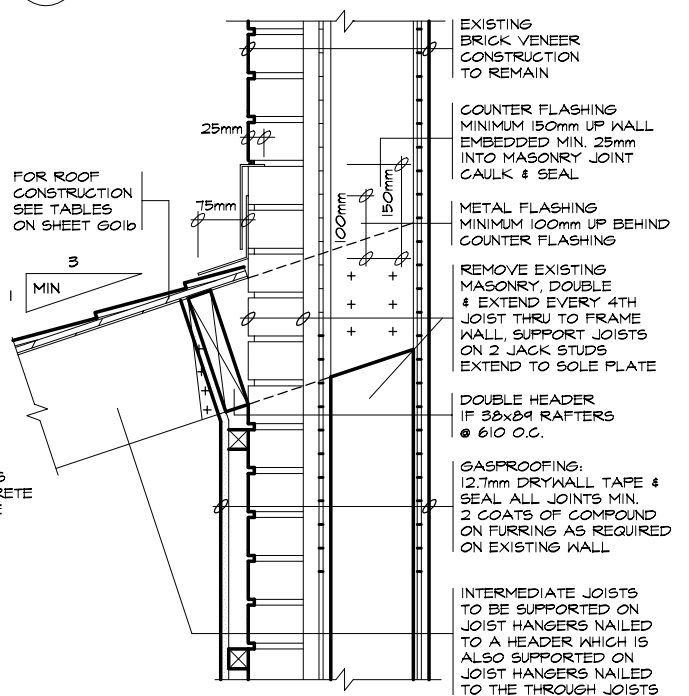 EXISTING
BRICK VENEER
CONSTRUCTION
TO REMAIN
COUNTER FLASHING
MINIMUM 150mm UP WALL
EMBEDDED MIN. 25mm
INTO MASONRY JOINT
CAULK & SEAL
METAL FLASHING
MINIMUM 100mm UP BEHIND
COUNTER FLASHING
REMOVE EXISTING
MASONRY, DOUBLE
& EXTEND EVERY 4TH
JOIST THRU TO FRAME
WALL, SUPPORT JOISTS
ON 2 JACK STUDS
EXTEND TO SOLE PLATE
DOUBLE HEADER
IF 38x89 RAFTERS
@ 610 O.C.
GASPROOFING:
12.7mm DRYWALL TAPE &
SEAL ALL JOINTS MIN.
2 COATS OF COMPOUND
ON FURRING AS REQUIRED
ON EXISTING WALL
INTERMEDIATE JOISTS
TO BE SUPPORTED ON
JOIST HANGERS NAILED
TO A HEADER WHICH IS
ALSO SUPPORTED ON
JOIST HANGERS NAILED
TO THE THROUGH JOISTS
25mm
75mm
100mm
150mm
FOR ROOF
CONSTRUCTION
SEE TABLES
ON SHEET G01b
3
1
MIN